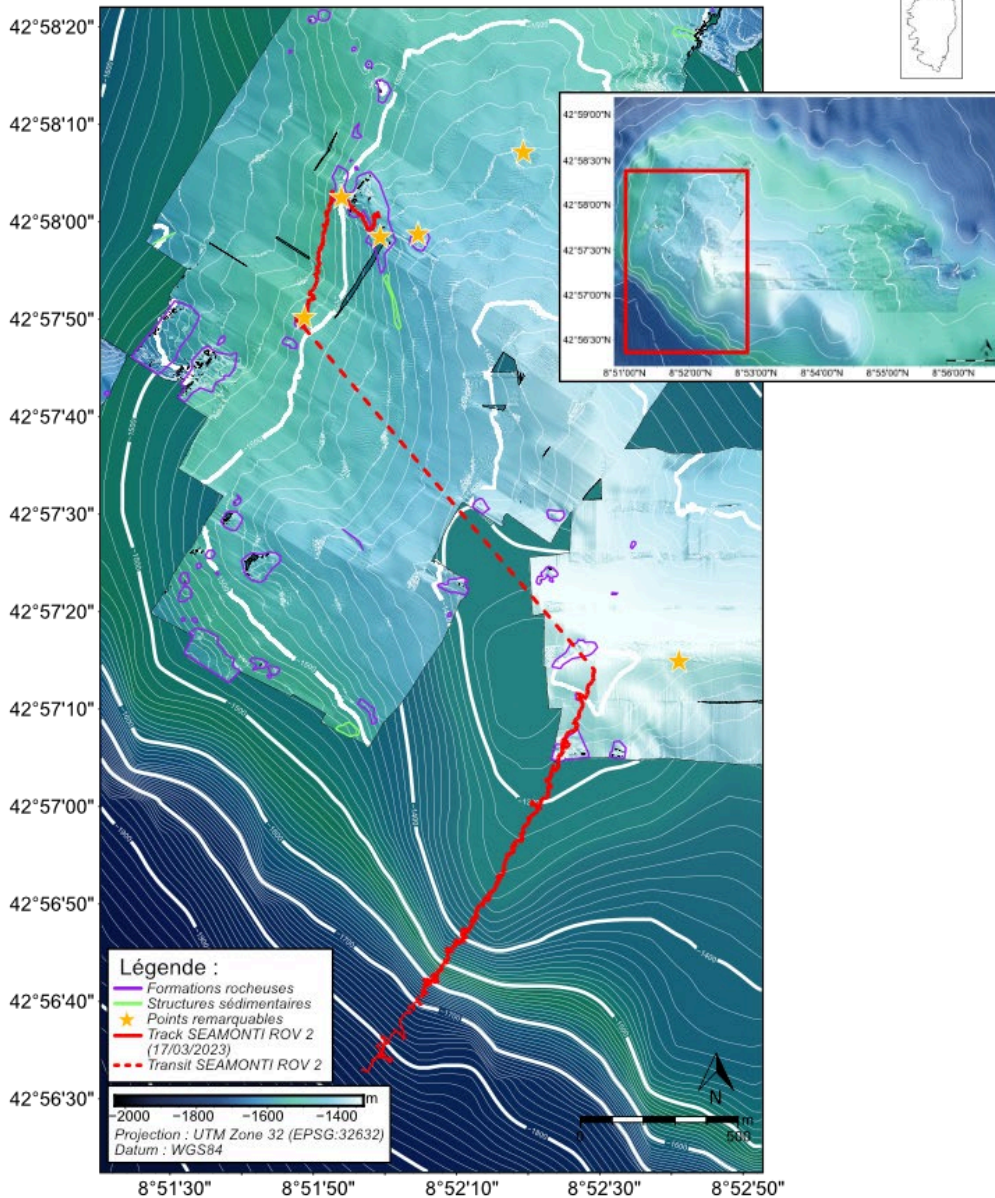 42°58'20"
42°58'10"
42°58'00"
42°57'50"
42°57'40"
42°57'30"
42°57'20"
42°57'10"
42°57'00"
42°56'50"
42°56'40"
42°56'30"
8°51'30"
8°51'50"
8°52'10"
8°52'30"
8°52'50"
42°59'00"N
42°58'30"N
42°58'00"N
42°57'30"N
42°57'00"N
42°56'30"N
8°51'00"E
8°52'00"E
8°53'00"E
8°54'00"E
8°55'00"E
8°56'00"E
Légende :
Formations rocheuses
Structures sédimentaires
Points remarquables
Track SEAMONTI ROV 2
(17/03/2023)
Transit SEAMONTI ROV 2
−2000
−1800
−1600
−1400
m
Projection : UTM Zone 32 (EPSG:32632)
Datum : WGS84
N
0
500
m
-1700
-1700
-1800
-1400